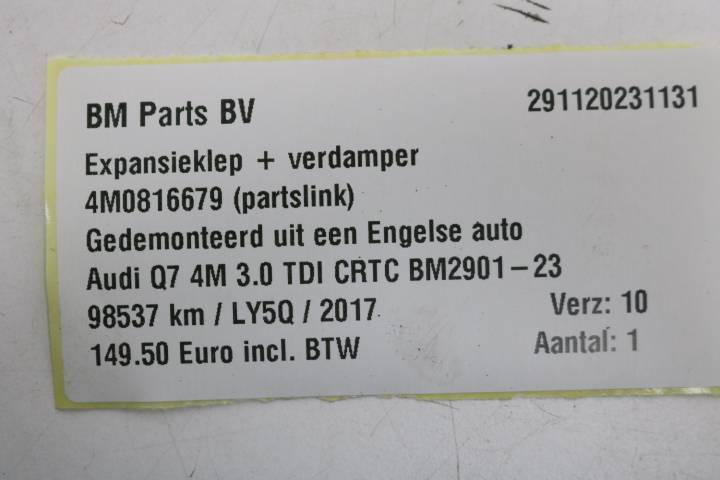 BM Parts BV 291120231131
Expansieklep + verdamper
4M0816679 (partslink)
Gedemonteerd uit een Engelse auto
Audi Q7 4M 3.0 TDI CRTC BM2901-23
98537 km / LY5Q / 2017 Verz: 10
149.50 Euro incl. BTW Aantal: 1